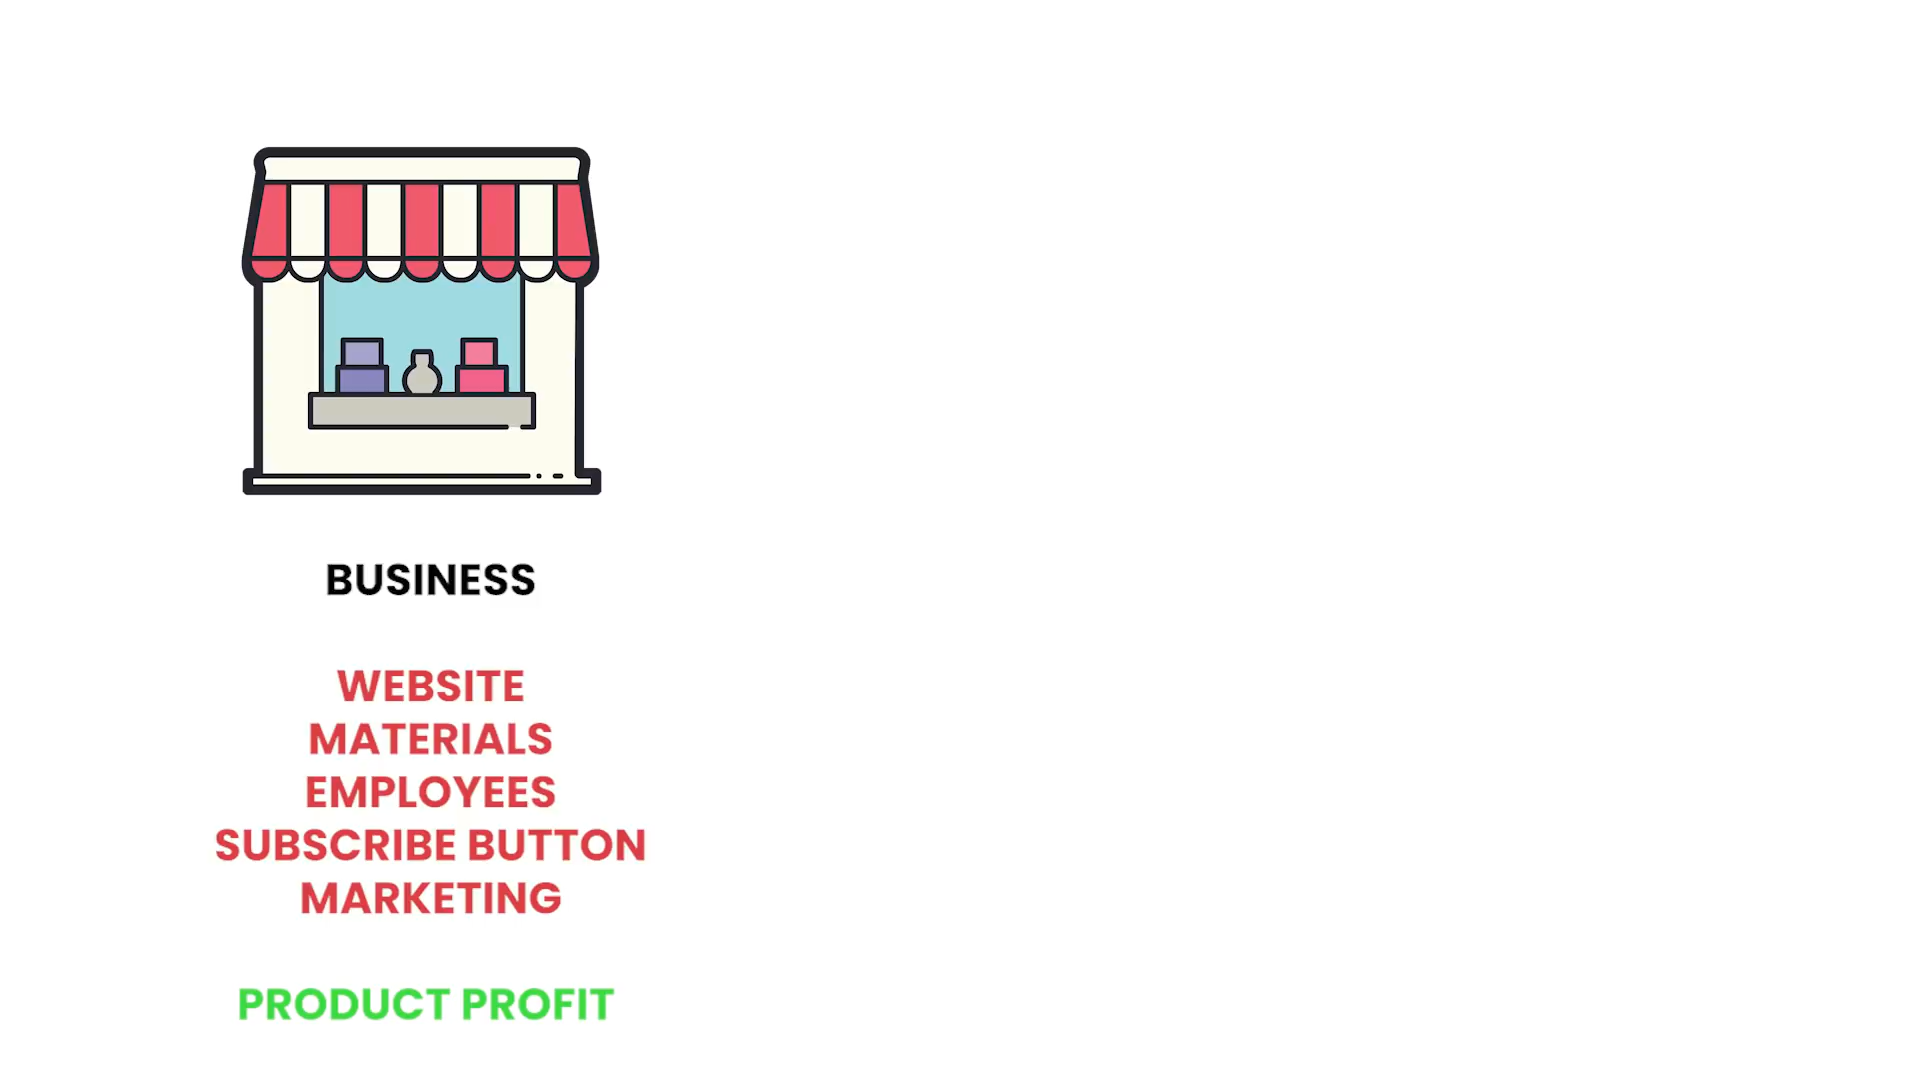 BUSINESS
WEBSITE
MATERIALS
EMPLOYEES
SUBSCRIBE BUTTON
MARKETING
PRODUCT PROFIT